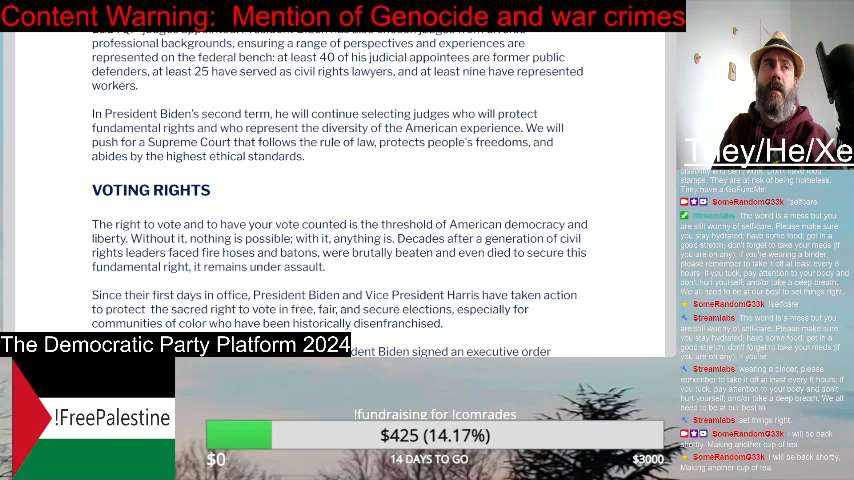 Content Warning: Mention of Genocide and war crimes
professional backgrounds, ensuring a range of perspectives and experiences are
represented on the federal bench: at least 40 of his judicial appointees are former public
defenders, at least 25 have served as civil rights lawyers, and at least nine have represented
workers.
In President Biden's second term, he will continue selecting judges who will protect
fundamental rights and who represent the diversity of the American experience. We will
push for a Supreme Court that follows the rule of law, protects people's freedoms, and
abides by the highest ethical standards.
VOTING RIGHTS
The right to vote and to have your vote counted is the threshold of American democracy and
liberty. Without it, nothing is possible; with it, anything is. Decades after a generation of civil
rights leaders faced fire hoses and batons, were brutally beaten and even died to secure this
fundamental right, it remains under assault.
Since their first days in office, President Biden and Vice President Harris have taken action
to protect the sacred right to vote in free, fair, and secure elections, especially for
communities of color who have been historically disenfranchised.
dent Biden signed an executive order
The Democratic Party Platform 2024
!FreePalestine
!fundraising for !comrades
$425 (14.17%)
$0
14 DAYS TO GO
$3000
They/He/Xe
disability and can't work. Don't have food
stamps. They are at risk of being homeless.
They have a GoFundMe:
SomeRandomG33k !selfcare
Streamlabs The world is a mess but you
are still worthy of self-care. Please make sure
you stay hydrated; have some food; get in a
good stretch; don't forget to take your meds (if
you are on any); if you're wearing a binder,
please remember to take it off at least every 8
hours; if you tuck, pay attention to your body and
don't hurt yourself; and/or take a deep breath.
We all need to be at our best to set things right.
SomeRandomG33k !selfcare
Streamlabs The world is a mess but you
are still worthy of self-care. Please make sure
you stay hydrated; have some food; get in a
good stretch; don't forget to take your meds (if
you are on any); if you're
Streamlabs wearing a binder, please
remember to take it off at least every 8 hours; if
you tuck, pay attention to your body and don't
hurt yourself; and/or take a deep breath. We all
need to be at our best to
Streamlabs set things right.
SomeRandomG33k I will be back
shortly. Making another cup of tea.
SomeRandomG33k I will be back shortly.
Making another cup of tea.